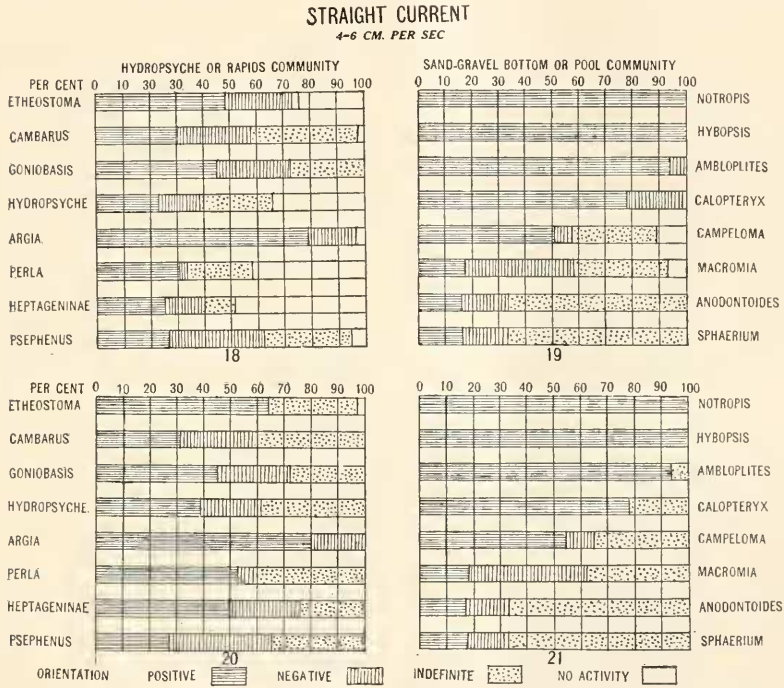 STRAIGHT CURRENT
4-6 CM. PER SEC
HYDROPSYCHE OR RAPIDS COMMUNITY
PER CENT 0 10 20 30 40 50 60 70 80 90 100
ETHEOSTOMA
CAMBARUS
GONIOBASIS
HYDROPSYCHE
ARGIA.
PERLA
HEPTAGENINAE
PSEPHENUS
18
SAND-GRAVEL BOTTOM OR POOL COMMUNITY
0 10 20 30 40 50 60 70 80 90 100
NOTROPIS
HYBOPSIS
AMBLOPLITES
CALOPTERYX
CAMPELOMA
MACROMIA
ANODONTOIDES
SPHAERIUM
19
PER CENT 0 10 20 30 40 50 60 70 80 90 100
ETHEOSTOMA
CAMBARUS
GONIOBASIS
HYDROPSYCHE.
ARGIA
PERLA
HEPTAGENINAE
PSEPHENUS
20
0 10 20 30 40 50 60 70 80 90 100
NOTROPIS
HYBOPSIS
AMBLOPLITES
CALOPTERYX
CAMPELOMA
MACROMIA
ANODONTOIDES
SPHAERIUM
21
ORIENTATION POSITIVE NEGATIVE INDEFINITE NO ACTIVITY